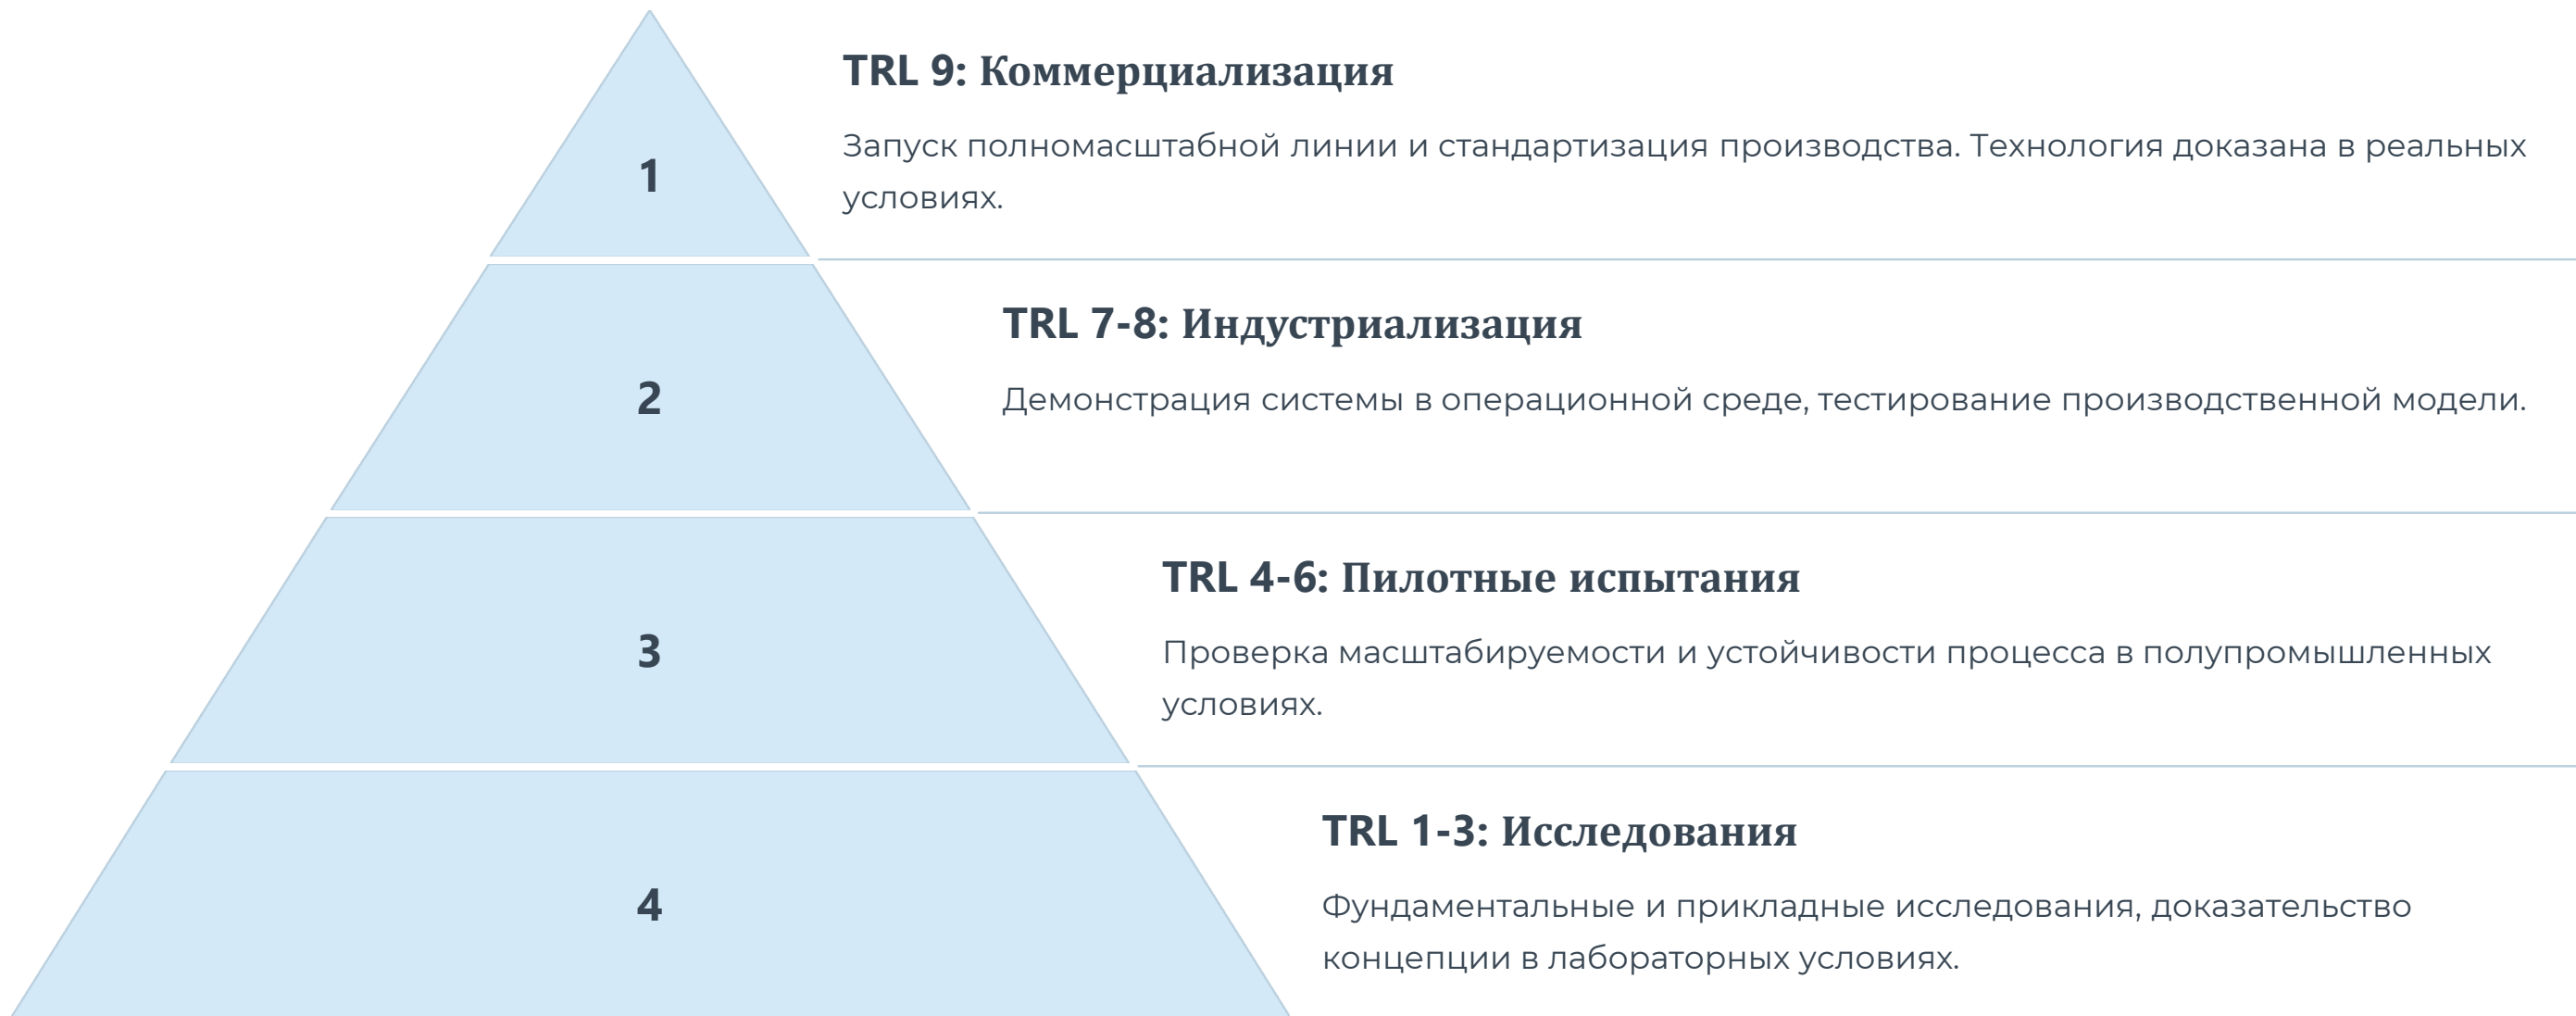 1
TRL 9: Коммерциализация
Запуск полномасштабной линии и стандартизация производства. Технология доказана в реальных
условиях.
2
TRL 7-8: Индустриализация
Демонстрация системы в операционной среде, тестирование производственной модели.
3
TRL 4-6: Пилотные испытания
Проверка масштабируемости и устойчивости процесса в полупромышленных
условиях.
4
TRL 1-3: Исследования
Фундаментальные и прикладные исследования, доказательство
концепции в лабораторных условиях.